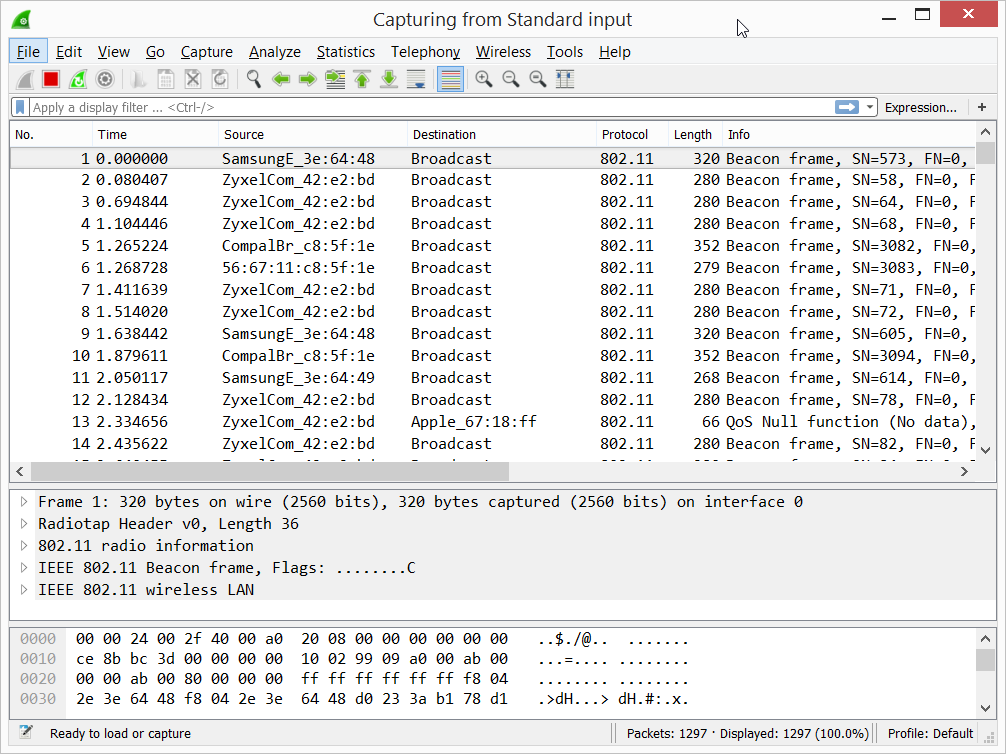 Capturing from Standard input
File Edit View Go Capture Analyze Statistics Telephony Wireless Tools Help
Apply a display filter ... <Ctrl-/> Expression... +
No. Time Source Destination Protocol Length Info
1 0.000000 SamsungE_3e:64:48 Broadcast 802.11 320 Beacon frame, SN=573, FN=0,
2 0.080407 ZyxelCom_42:e2:bd Broadcast 802.11 280 Beacon frame, SN=58, FN=0, F
3 0.694844 ZyxelCom_42:e2:bd Broadcast 802.11 280 Beacon frame, SN=64, FN=0, F
4 1.104446 ZyxelCom_42:e2:bd Broadcast 802.11 280 Beacon frame, SN=68, FN=0, F
5 1.265224 CompalBr_c8:5f:1e Broadcast 802.11 352 Beacon frame, SN=3082, FN=0,
6 1.268728 56:67:11:c8:5f:1e Broadcast 802.11 279 Beacon frame, SN=3083, FN=0,
7 1.411639 ZyxelCom_42:e2:bd Broadcast 802.11 280 Beacon frame, SN=71, FN=0, F
8 1.514020 ZyxelCom_42:e2:bd Broadcast 802.11 280 Beacon frame, SN=72, FN=0, F
9 1.638442 SamsungE_3e:64:48 Broadcast 802.11 320 Beacon frame, SN=605, FN=0,
10 1.879611 CompalBr_c8:5f:1e Broadcast 802.11 352 Beacon frame, SN=3094, FN=0,
11 2.050117 SamsungE_3e:64:49 Broadcast 802.11 268 Beacon frame, SN=614, FN=0,
12 2.128434 ZyxelCom_42:e2:bd Broadcast 802.11 280 Beacon frame, SN=78, FN=0, F
13 2.334656 ZyxelCom_42:e2:bd Apple_67:18:ff 802.11 66 QoS Null function (No data),
14 2.435622 ZyxelCom_42:e2:bd Broadcast 802.11 280 Beacon frame, SN=82, FN=0, F
Frame 1: 320 bytes on wire (2560 bits), 320 bytes captured (2560 bits) on interface 0
Radiotap Header v0, Length 36
802.11 radio information
IEEE 802.11 Beacon frame, Flags: ........C
IEEE 802.11 wireless LAN
0000 00 00 24 00 2f 40 00 a0 20 08 00 00 00 00 00 00 ..$./@.. .......
0010 ce 8b bc 3d 00 00 00 00 10 02 99 09 a0 00 ab 00 ...=.... ........
0020 00 00 ab 00 80 00 00 00 ff ff ff ff ff ff f8 04 ........ ........
0030 2e 3e 64 48 f8 04 2e 3e 64 48 d0 23 3a b1 78 d1 .>dH...> dH.#:.x.
Ready to load or capture Packets: 1297 · Displayed: 1297 (100.0%) Profile: Default